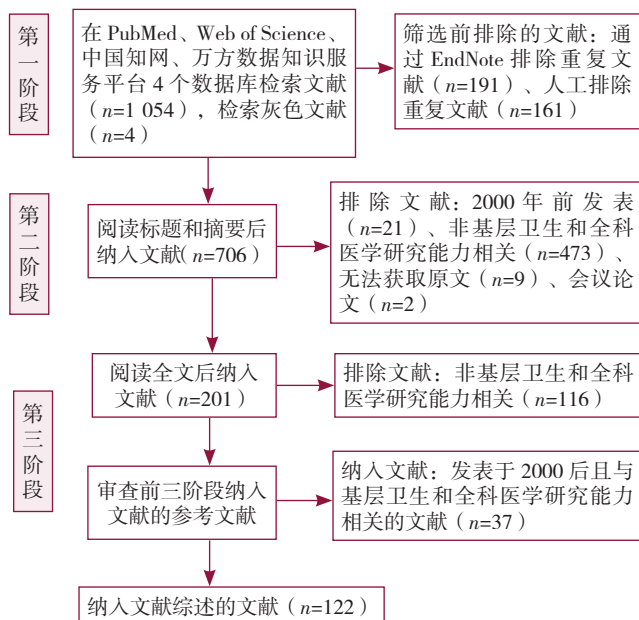 第一阶段
在 PubMed、Web of Science、
中国知网、万方数据知识服
务平台 4 个数据库检索文献
（n=1 054），检索灰色文献
（n=4）
筛选前排除的文献：通
过 EndNote 排除重复文
献（n=191）、人工排除
重复文献（n=161）
第二阶段
阅读标题和摘要后
纳入文献（n=706）
排除文献：2000 年前发表
（n=21）、非基层卫生和全科
医学研究能力相关（n=473）、
无法获取原文（n=9）、会议论
文（n=2）
第三阶段
阅读全文后纳入
文献（n=201）
排除文献：非基层卫生和全科
医学研究能力相关（n=116）
审查前三阶段纳入
文献的参考文献
纳入文献：发表于 2000 后且与
基层卫生和全科医学研究能力
相关的文献（n=37）
纳入文献综述的文献（n=122）